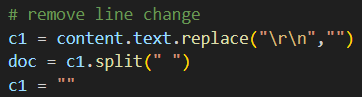 # remove line change
c1 = content.text.replace("\r\n","")
doc = c1.split(" ")
c1 = ""